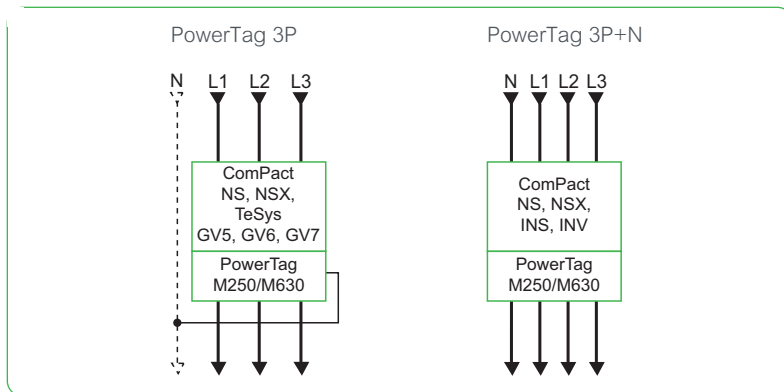 PowerTag 3P
N L1 L2 L3
ComPact
NS, NSX,
TeSys
GV5, GV6, GV7
PowerTag
M250/M630
PowerTag 3P+N
N L1 L2 L3
ComPact
NS, NSX,
INS, INV
PowerTag
M250/M630